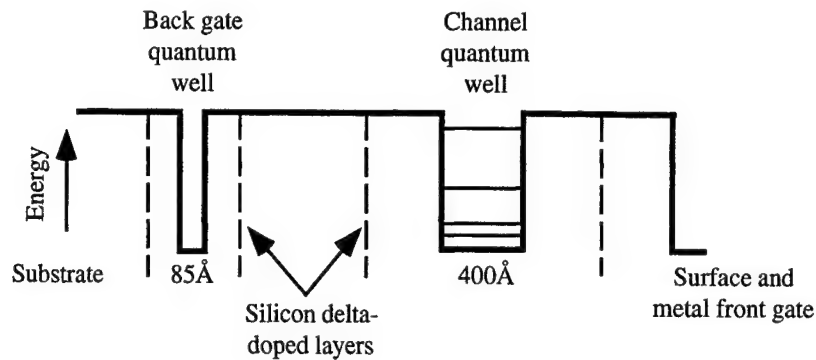 Back gate
quantum
well
Channel
quantum
well
Energy
Substrate
85Å
400Å
Surface and
metal front gate
Silicon delta-
doped layers